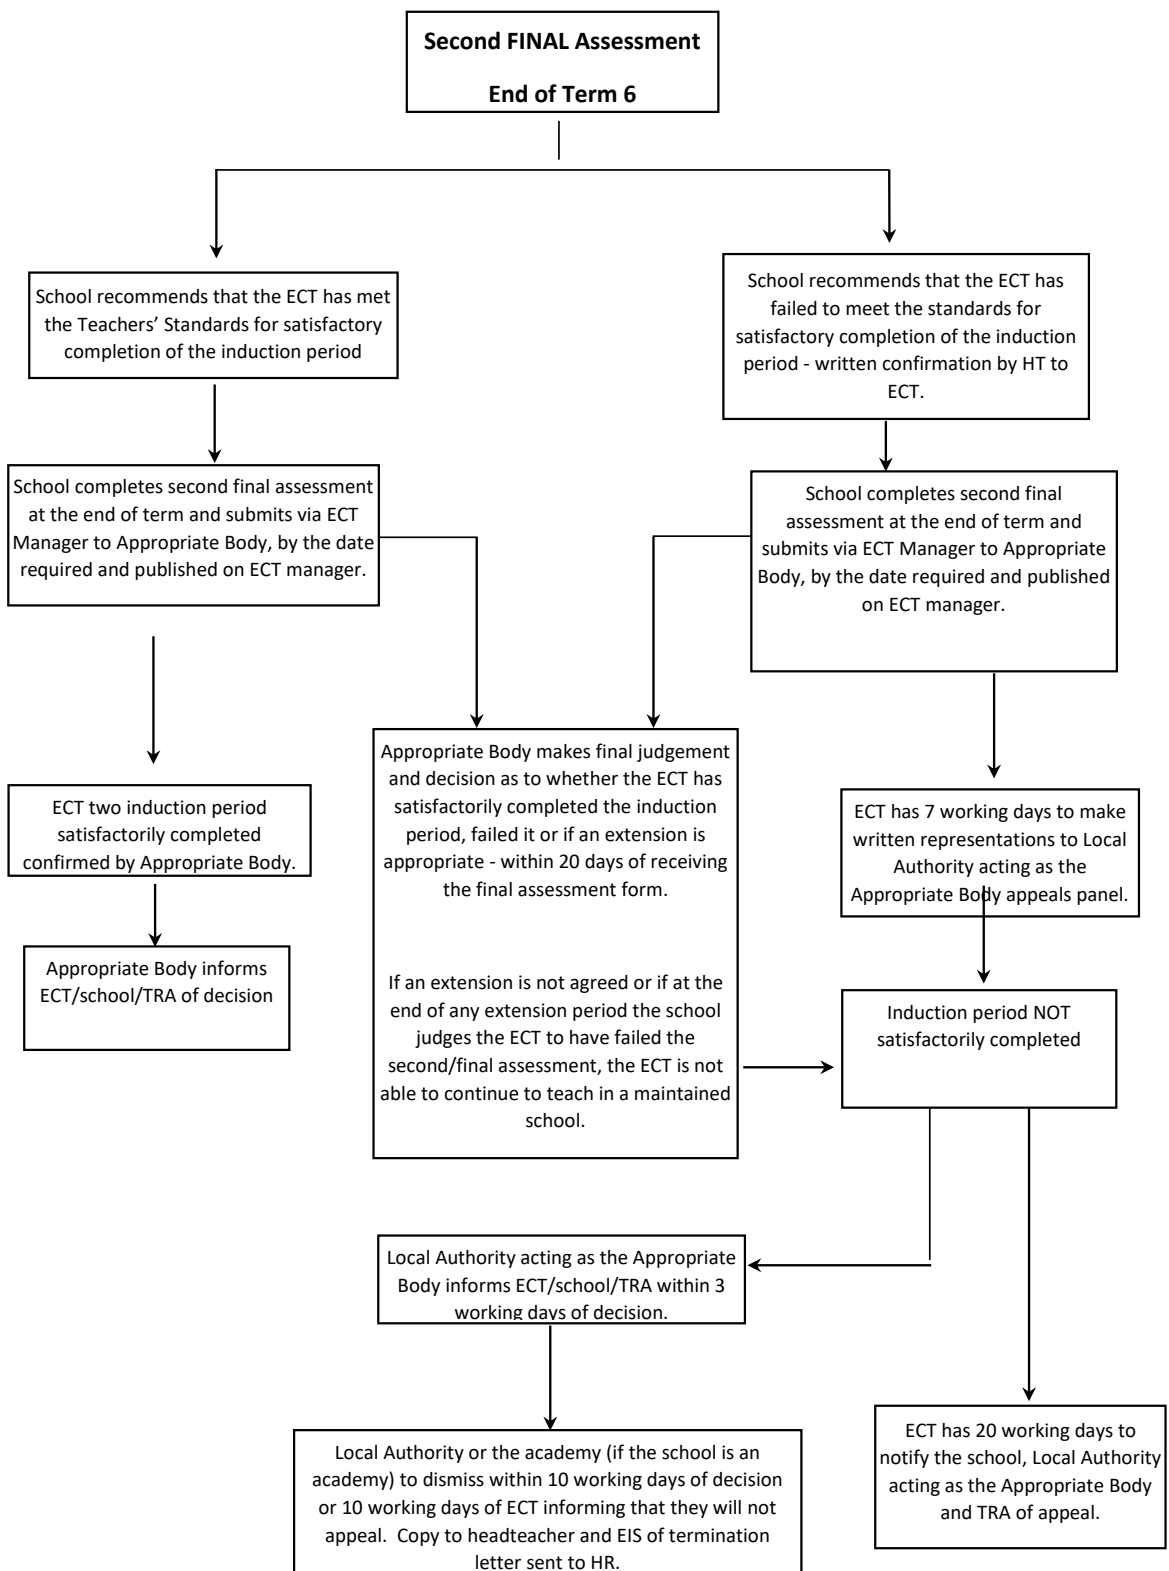 Second FINAL Assessment
End of Term 6
School recommends that the ECT has met
the Teachers’ Standards for satisfactory
completion of the induction period
School recommends that the ECT has
failed to meet the standards for
satisfactory completion of the induction
period - written confirmation by HT to
ECT.
School completes second final assessment
at the end of term and submits via ECT
Manager to Appropriate Body, by the date
required and published on ECT manager.
School completes second final
assessment at the end of term and
submits via ECT Manager to Appropriate
Body, by the date required and published
on ECT manager.
ECT two induction period
satisfactorily completed
confirmed by Appropriate Body.
Appropriate Body makes final judgement
and decision as to whether the ECT has
satisfactorily completed the induction
period, failed it or if an extension is
appropriate - within 20 days of receiving
the final assessment form.
If an extension is not agreed or if at the
end of any extension period the school
judges the ECT to have failed the
second/final assessment, the ECT is not
able to continue to teach in a maintained
school.
ECT has 7 working days to make
written representations to Local
Authority acting as the
Appropriate Body appeals panel.
Appropriate Body informs
ECT/school/TRA of decision
Induction period NOT
satisfactorily completed
Local Authority acting as the Appropriate
Body informs ECT/school/TRA within 3
working days of decision.
Local Authority or the academy (if the school is an
academy) to dismiss within 10 working days of decision
or 10 working days of ECT informing that they will not
appeal.  Copy to headteacher and EIS of termination
letter sent to HR.
ECT has 20 working days to
notify the school, Local Authority
acting as the Appropriate Body
and TRA of appeal.